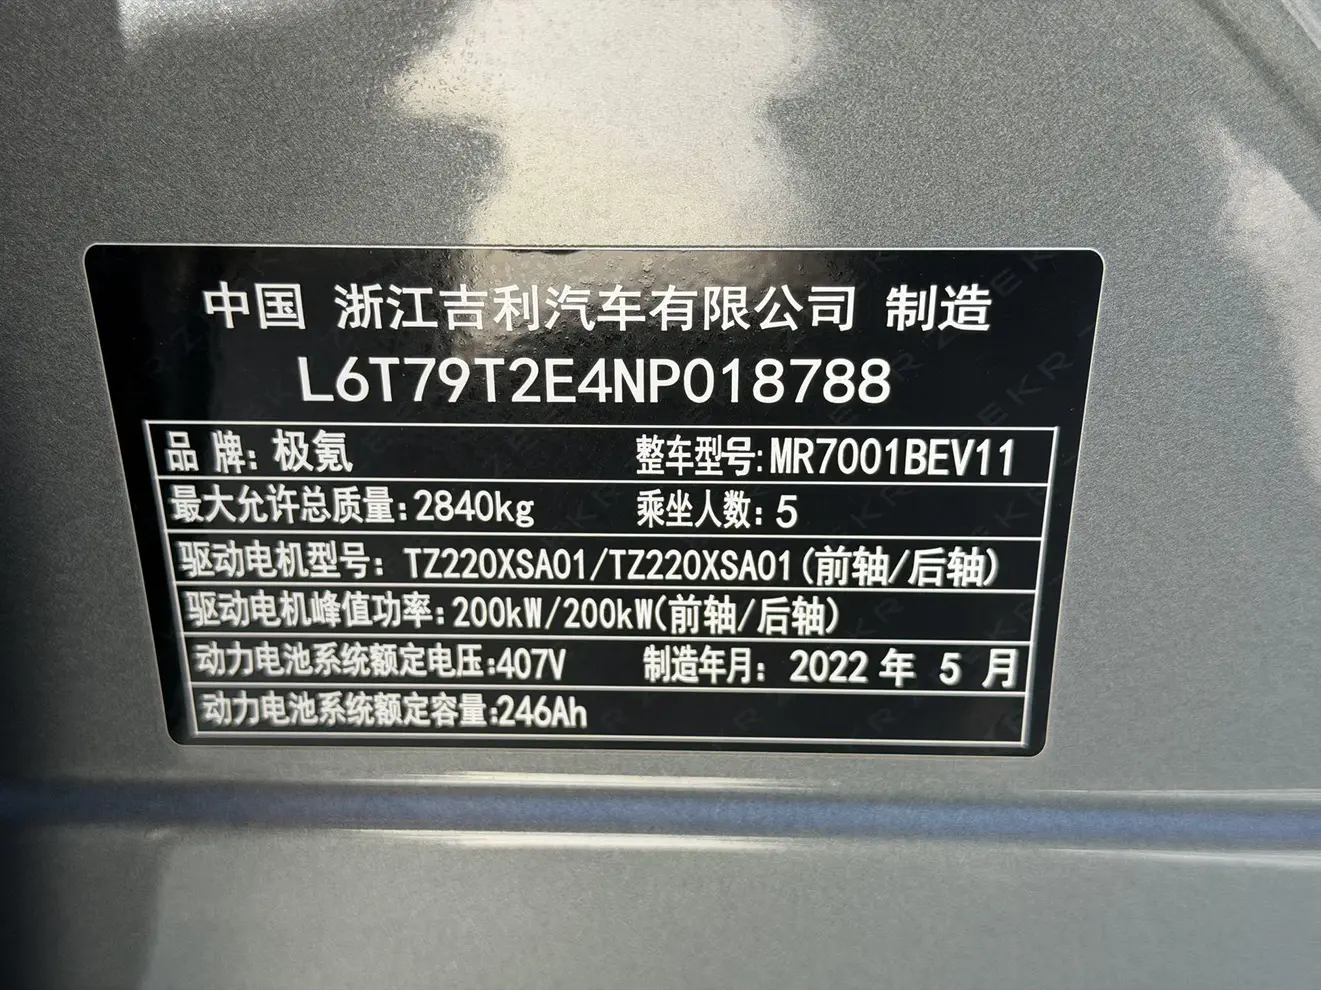 中国 浙江吉利汽车有限公司 制造
L6T79T2E4NP018788
品 牌: 极氪 整车型号: MR7001BEV11
最大允许总质量: 2840kg 乘坐人数: 5
驱动电机型号: TZ220XSA01/TZ220XSA01 (前轴/后轴)
驱动电机峰值功率: 200kW/200kW(前轴/后轴)
动力电池系统额定电压: 407V 制造年月: 2022 年 5 月
动力电池系统额定容量: 246Ah